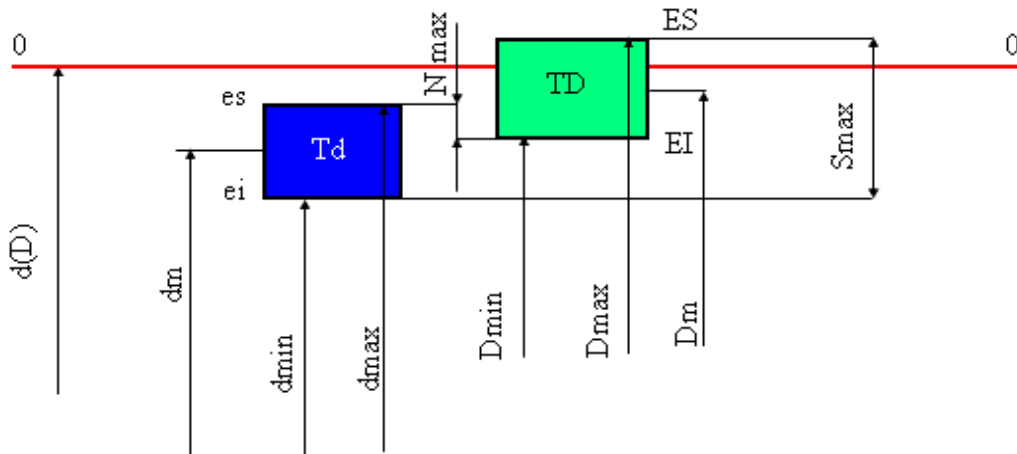 0
ES
0
N max
TD
es
Td
EI
Smax
ei
d(D)
dm
dmin
dmax
Dmin
Dmax
Dm